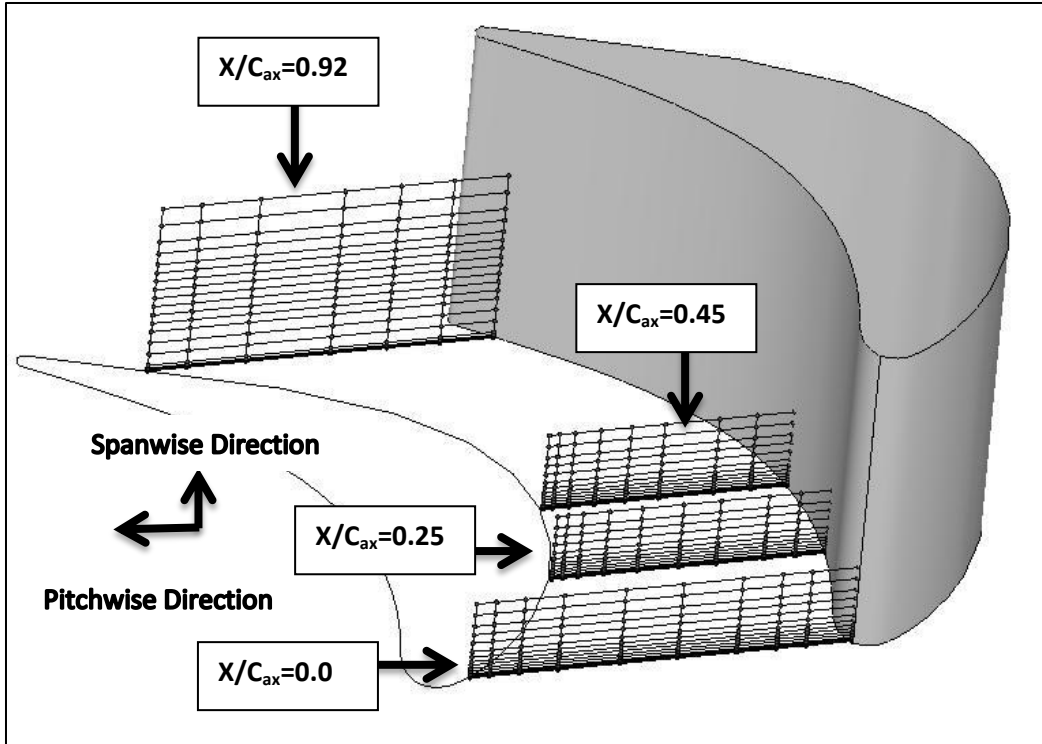 X/Cax=0.92
X/Cax=0.45
Spanwise Direction
X/Cax=0.25
Pitchwise Direction
X/Cax=0.0